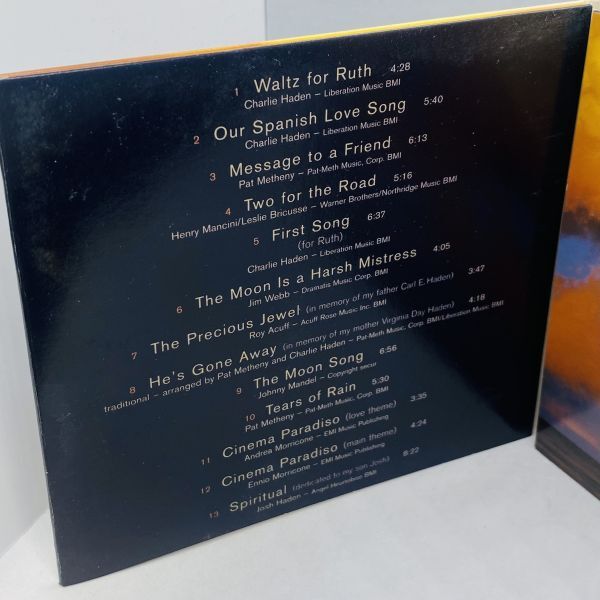 1 Waltz for Ruth 4:28
Charlie Haden – Liberation Music BMI
2 Our Spanish Love Song 5:40
Charlie Haden – Liberation Music BMI
3 Message to a Friend 6:13
Pat Metheny – Pat-Meth Music, Corp. BMI
4 Two for the Road 5:16
Henry Mancini/Leslie Bricusse – Warner Brothers/Northridge Music BMI
5 First Song 6:37
(for Ruth)
Charlie Haden – Liberation Music BMI
6 The Moon Is a Harsh Mistress 4:05
Jim Webb – Dramatis Music Corp. BMI
7 The Precious Jewel (in memory of my father Carl E. Haden) 3:47
Roy Acuff – Acuff Rose Music Inc. BMI
8 He's Gone Away (in memory of my mother Virginia Day Haden) 4:18
traditional – arranged by Pat Metheny and Charlie Haden – Pat-Meth Music, Corp. BMI/Liberation Music BMI
9 The Moon Song 6:56
Johnny Mandel – Copyright secur
10 Tears of Rain 5:30
Pat Metheny – Pat-Meth Music, Corp. BMI
11 Cinema Paradiso (love theme) 3:35
Andrea Morricone – EMI Music Publishing
12 Cinema Paradiso (main theme) 4:24
Ennio Morricone – EMI Music Publishing
13 Spiritual (dedicated to my son Josh) 8:22
Josh Haden – Angel Heurtebise BMI